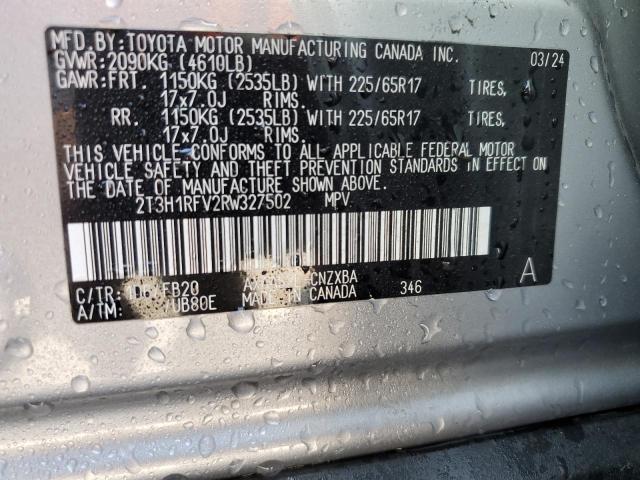 MFD.BY:TOYOTA MOTOR MANUFACTURING CANADA INC. 03/24
GVWR:2090KG (4610LB)
GAWR:FRT. 1150KG (2535LB) WITH 225/65R17 TIRES,
17x7.0J RIMS.
RR. 1150KG (2535LB) WITH 225/65R17 TIRES,
17x7.0J RIMS.
THIS VEHICLE CONFORMS TO ALL APPLICABLE FEDERAL MOTOR
VEHICLE SAFETY AND THEFT PREVENTION STANDARDS IN EFFECT ON
THE DATE OF MANUFACTURE SHOWN ABOVE.
2T3H1RFV2RW327502 MPV
C/TR: FB20 CNZXBA A
A/TM: UB80E MADE IN CANADA 346